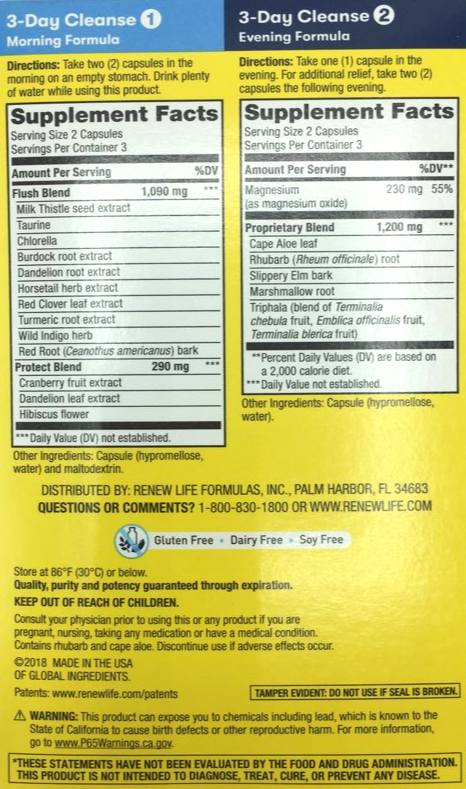 3-Day Cleanse 1
Morning Formula
Directions: Take two (2) capsules in the
morning on an empty stomach. Drink plenty
of water while using this product.
Supplement Facts
Serving Size 2 Capsules
Servings Per Container 3
Amount Per Serving %DV
Flush Blend 1,090 mg ***
Milk Thistle seed extract
Taurine
Chlorella
Burdock root extract
Dandelion root extract
Horsetail herb extract
Red Clover leaf extract
Turmeric root extract
Wild Indigo herb
Red Root (Ceanothus americanus) bark
Protect Blend 290 mg ***
Cranberry fruit extract
Dandelion leaf extract
Hibiscus flower
***Daily Value (DV) not established.
Other Ingredients: Capsule (hypromellose,
water) and maltodextrin.
3-Day Cleanse 2
Evening Formula
Directions: Take one (1) capsule in the
evening. For additional relief, take two (2)
capsules the following evening.
Supplement Facts
Serving Size 2 Capsules
Servings Per Container 3
Amount Per Serving %DV**
Magnesium 230 mg 55%
(as magnesium oxide)
Proprietary Blend 1,200 mg ***
Cape Aloe leaf
Rhubarb (Rheum officinale) root
Slippery Elm bark
Marshmallow root
Triphala (blend of Terminalia
chebula fruit, Emblica officinalis fruit,
Terminalia blerica fruit)
**Percent Daily Values (DV) are based on
a 2,000 calorie diet.
***Daily Value not established.
Other Ingredients: Capsule (hypromellose,
water).
DISTRIBUTED BY: RENEW LIFE FORMULAS, INC., PALM HARBOR, FL 34683
QUESTIONS OR COMMENTS? 1-800-830-1800 OR WWW.RENEWLIFE.COM
Gluten Free • Dairy Free • Soy Free
Store at 86°F (30°C) or below.
Quality, purity and potency guaranteed through expiration.
KEEP OUT OF REACH OF CHILDREN.
Consult your physician prior to using this or any product if you are
pregnant, nursing, taking any medication or have a medical condition.
Contains rhubarb and cape aloe. Discontinue use if adverse effects occur.
©2018 MADE IN THE USA
OF GLOBAL INGREDIENTS.
Patents: www.renewlife.com/patents
TAMPER EVIDENT: DO NOT USE IF SEAL IS BROKEN.
⚠ WARNING: This product can expose you to chemicals including lead, which is known to the
State of California to cause birth defects or other reproductive harm. For more information,
go to www.P65Warnings.ca.gov.
*THESE STATEMENTS HAVE NOT BEEN EVALUATED BY THE FOOD AND DRUG ADMINISTRATION.
THIS PRODUCT IS NOT INTENDED TO DIAGNOSE, TREAT, CURE, OR PREVENT ANY DISEASE.